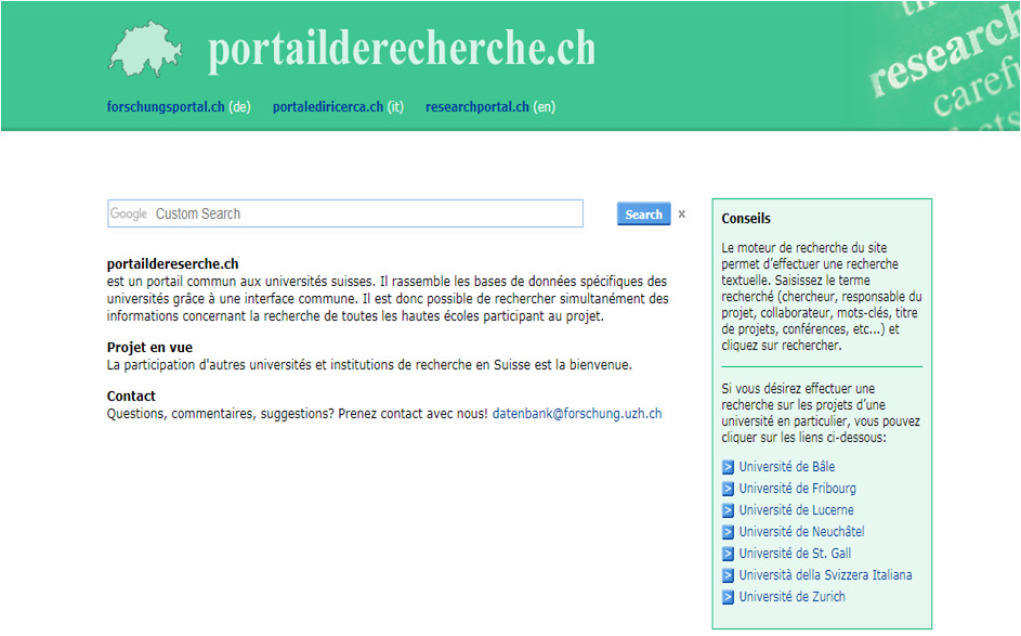 portailderecherche.ch
research
forschungsportal.ch (de) portalediricerca.ch (it) researchportal.ch (en)
Google Custom Search
Search x
portaildereserche.ch
est un portail commun aux universités suisses. Il rassemble les bases de données spécifiques des
universités grâce à une interface commune. Il est donc possible de rechercher simultanément des
informations concernant la recherche de toutes les hautes écoles participant au projet.
Projet en vue
La participation d'autres universités et institutions de recherche en Suisse est la bienvenue.
Contact
Questions, commentaires, suggestions? Prenez contact avec nous! datenbank@forschung.uzh.ch
Conseils
Le moteur de recherche du site
permet d’effectuer une recherche
textuelle. Saisissez le terme
recherché (chercheur, responsable du
projet, collaborateur, mots-clés, titre
de projets, conférences, etc...) et
cliquez sur rechercher.
Si vous désirez effectuer une
recherche sur les projets d’une
université en particulier, vous pouvez
cliquer sur les liens ci-dessous:
Université de Bâle
Université de Fribourg
Université de Lucerne
Université de Neuchâtel
Université de St. Gall
Università della Svizzera Italiana
Université de Zurich